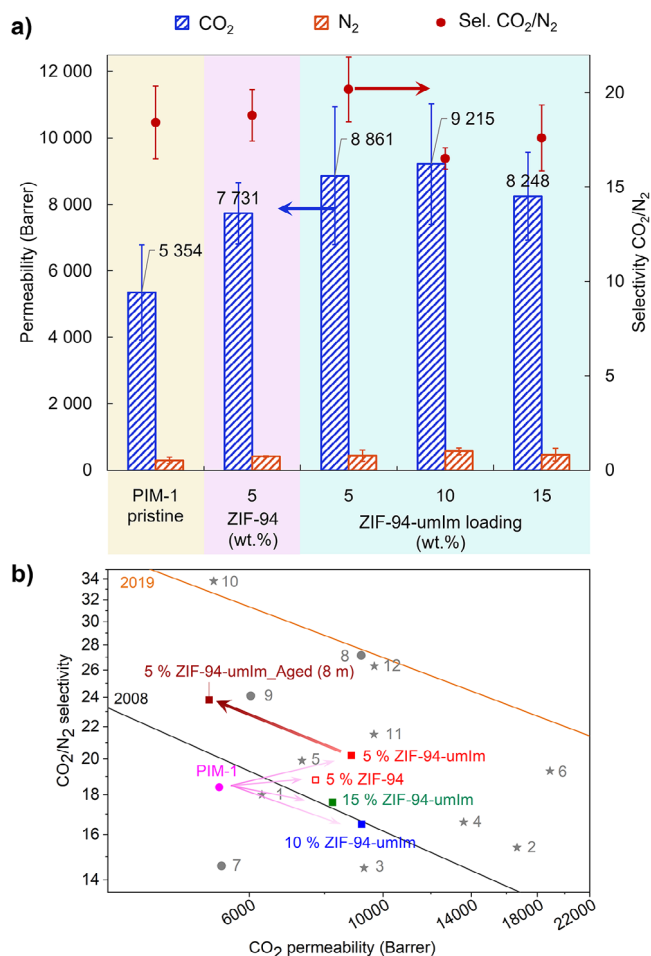 a)
CO₂ N₂ Sel. CO₂/N₂
Permeability (Barrer)
12 000
10 000
8 000
6 000
4 000
2 000
0
5 354
7 731
8 861
9 215
8 248
20
15
10
5
0
Selectivity CO₂/N₂
PIM-1
pristine
5
ZIF-94
(wt.%)
5 10 15
ZIF-94-umIm loading
(wt.%)
b)
CO₂/N₂ selectivity
34
32
30
28
26
24
22
20
18
16
14
2019
10
8
12
5 % ZIF-94-umIm_Aged (8 m)
9
2008
11
5
5 % ZIF-94-umIm
PIM-1
5 % ZIF-94
6
1
15 % ZIF-94-umIm
4
10 % ZIF-94-umIm
2
7
3
6000 10000 14000 18000 22000
CO₂ permeability (Barrer)